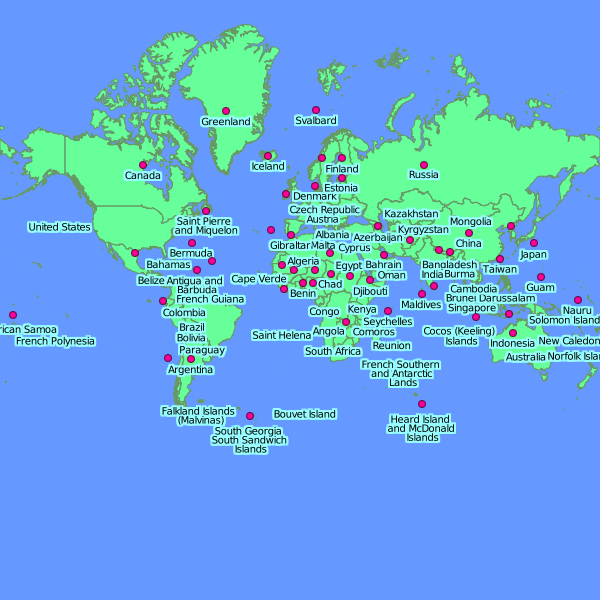 Greenland
Svalbard
Iceland
Canada
Finland
Russia
Estonia
Denmark
Czech Republic
Austria
Kazakhstan
United States
Saint Pierre
and Miquelon
Mongolia
Kyrgyzstan
Albania
Azerbaijan
China
Gibraltar
Malta
Cyprus
Japan
Bermuda
Algeria
Egypt
Bahrain
Bangladesh
Taiwan
Bahamas
Oman
India
Burma
Cape Verde
Chad
Belize
Antigua and
Barbuda
Djibouti
Cambodia
Guam
Benin
French Guiana
Maldives
Brunei Darussalam
Colombia
Congo
Kenya
Singapore
Nauru
Seychelles
Solomon Island
Brazil
Saint Helena
Angola
Comoros
Cocos (Keeling)
Islands
rican Samoa
French Polynesia
Bolivia
Indonesia
New Caledon
Paraguay
South Africa
Reunion
Australia
Norfolk Islan
Argentina
French Southern
and Antarctic
Lands
Falkland Islands
(Malvinas)
Bouvet Island
Heard Island
and McDonald
Islands
South Georgia
South Sandwich
Islands